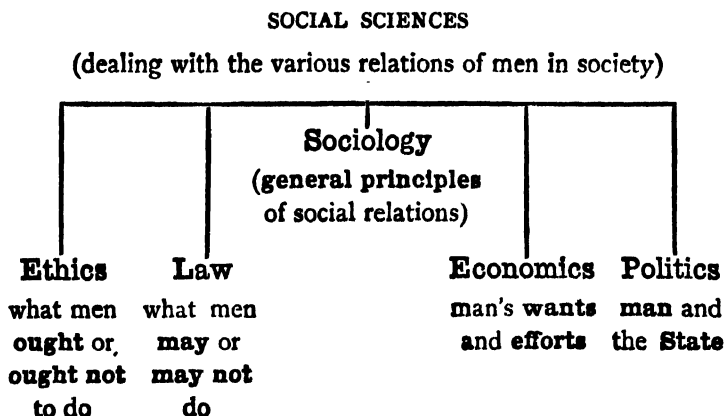 SOCIAL SCIENCES
(dealing with the various relations of men in society)
Sociology
(general principles
of social relations)
Ethics
what men
ought or,
ought not
to do
Law
what men
may or
may not
do
Economics
man's wants
and efforts
Politics
man and
the State